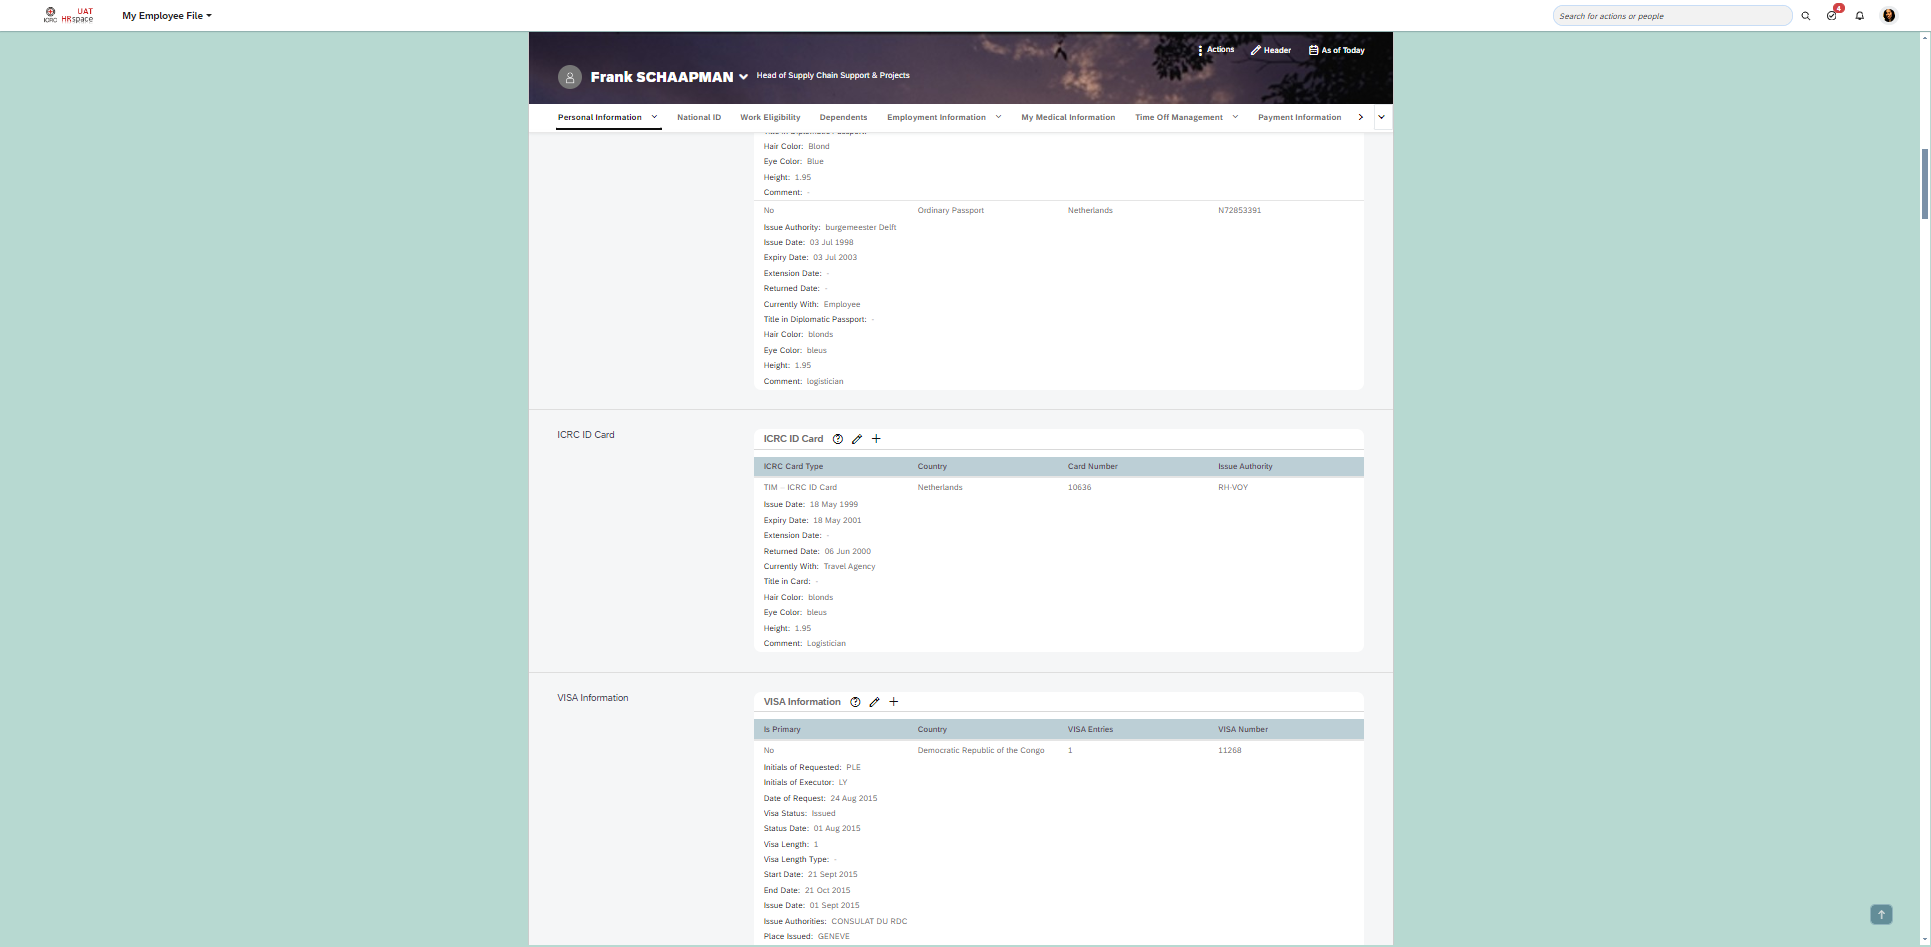 ICRC UAT HRspace
My Employee File
Search for actions or people
4
Actions Header As of Today
Frank SCHAAPMAN Head of Supply Chain Support & Projects
Personal Information National ID Work Eligibility Dependents Employment Information My Medical Information Time Off Management Payment Information
Hair Color: Blond
Eye Color: Blue
Height: 1.95
Comment: -
No Ordinary Passport Netherlands N72853391
Issue Authority: burgemeester Delft
Issue Date: 03 Jul 1998
Expiry Date: 03 Jul 2003
Extension Date: -
Returned Date: -
Currently With: Employee
Title in Diplomatic Passport: -
Hair Color: blonds
Eye Color: bleus
Height: 1.95
Comment: logistician
ICRC ID Card
ICRC ID Card
ICRC Card Type Country Card Number Issue Authority
TIM – ICRC ID Card Netherlands 10636 RH-VOY
Issue Date: 18 May 1999
Expiry Date: 18 May 2001
Extension Date: -
Returned Date: 06 Jun 2000
Currently With: Travel Agency
Title in Card: -
Hair Color: blonds
Eye Color: bleus
Height: 1.95
Comment: Logistician
VISA Information
VISA Information
Is Primary Country VISA Entries VISA Number
No Democratic Republic of the Congo 1 11268
Initials of Requested: PLE
Initials of Executor: LY
Date of Request: 24 Aug 2015
Visa Status: Issued
Status Date: 01 Aug 2015
Visa Length: 1
Visa Length Type: -
Start Date: 21 Sept 2015
End Date: 21 Oct 2015
Issue Date: 01 Sept 2015
Issue Authorities: CONSULAT DU RDC
Place Issued: GENEVE